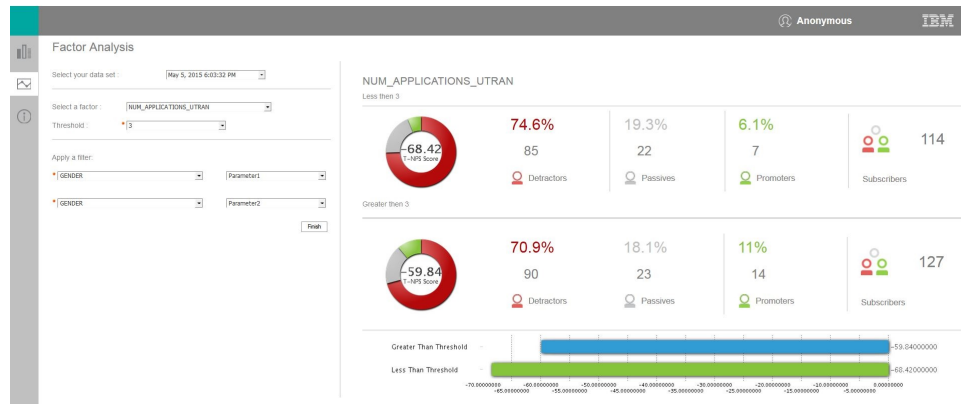 Anonymous
IBM
Factor Analysis
Select your data set :
May 5, 2015 6:03:32 PM
Select a factor :
NUM_APPLICATIONS_UTRAN
Threshold :
* 3
Apply a filter:
* GENDER
Parameter1
* GENDER
Parameter2
Finish
NUM_APPLICATIONS_UTRAN
Less then 3
-68.42
T-NPS Score
74.6%
85
Detractors
19.3%
22
Passives
6.1%
7
Promoters
114
Subscribers
Greater then 3
-59.84
T-NPS Score
70.9%
90
Detractors
18.1%
23
Passives
11%
14
Promoters
127
Subscribers
Greater Than Threshold
-59.84000000
Less Than Threshold
-68.42000000
-70.00000000 -60.00000000 -50.00000000 -40.00000000 -30.00000000 -20.00000000 -10.00000000 0.00000000
-65.00000000 -55.00000000 -45.00000000 -35.00000000 -25.00000000 -15.00000000 -5.00000000